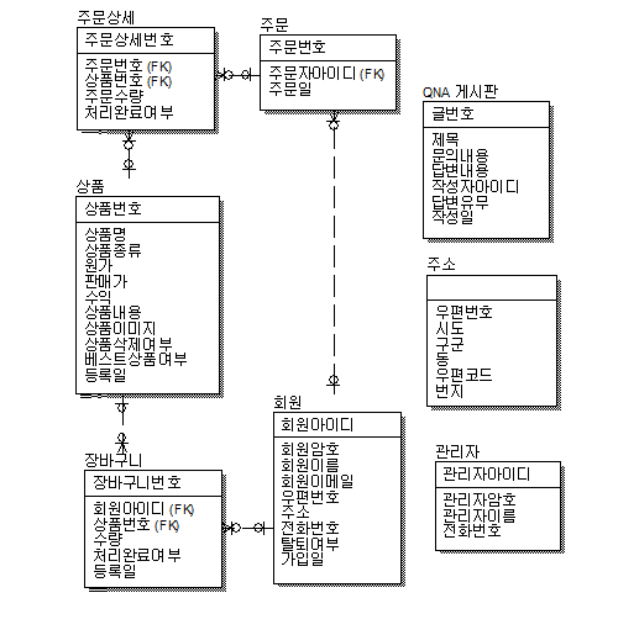 주문상세
주문상세번호
주문번호 (FK)
상품번호 (FK)
주문수량
처리완료여부
주문
주문번호
주문자아이디 (FK)
주문일
QNA 게시판
글번호
제목
문의내용
답변내용
작성자아이디
답변유무
작성일
상품
상품번호
상품명
상품종류
원가
판매가
수익
상품내용
상품이미지
상품삭제여부
베스트상품여부
등록일
주소
우편번호
시도
구군
동
우편코드
번지
장바구니
장바구니번호
회원아이디 (FK)
상품번호 (FK)
수량
처리완료여부
등록일
회원
회원아이디
회원암호
회원이름
회원이메일
우편번호
주소
전화번호
탈퇴여부
가입일
관리자
관리자아이디
관리자암호
관리자이름
전화번호